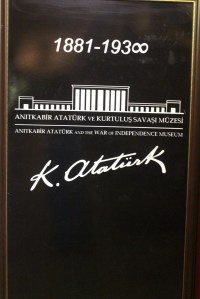 1881-193∞
ANITKABİR ATATÜRK VE KURTULUŞ SAVAŞI MÜZESİ
ANITKABİR ATATÜRK AND THE WAR OF INDEPENDENCE MUSEUM
K. Atatürk